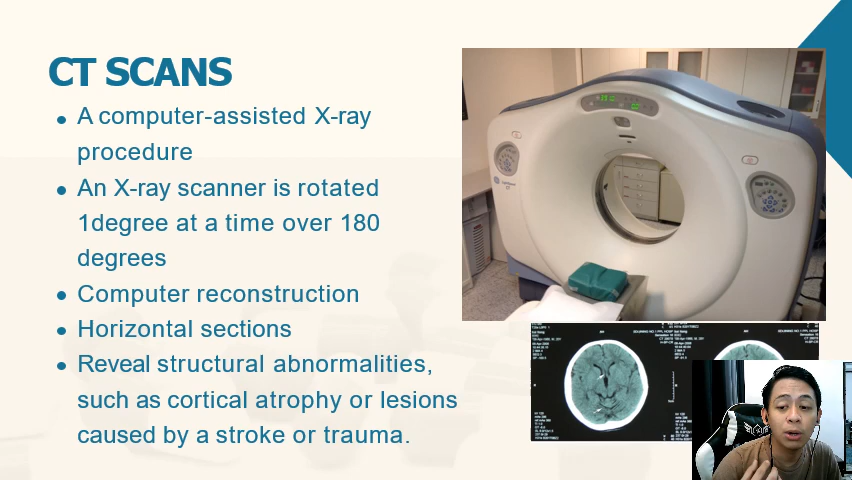 CT SCANS
A computer-assisted X-ray
procedure
An X-ray scanner is rotated
1degree at a time over 180
degrees
Computer reconstruction
Horizontal sections
Reveal structural abnormalities,
such as cortical atrophy or lesions
caused by a stroke or trauma.